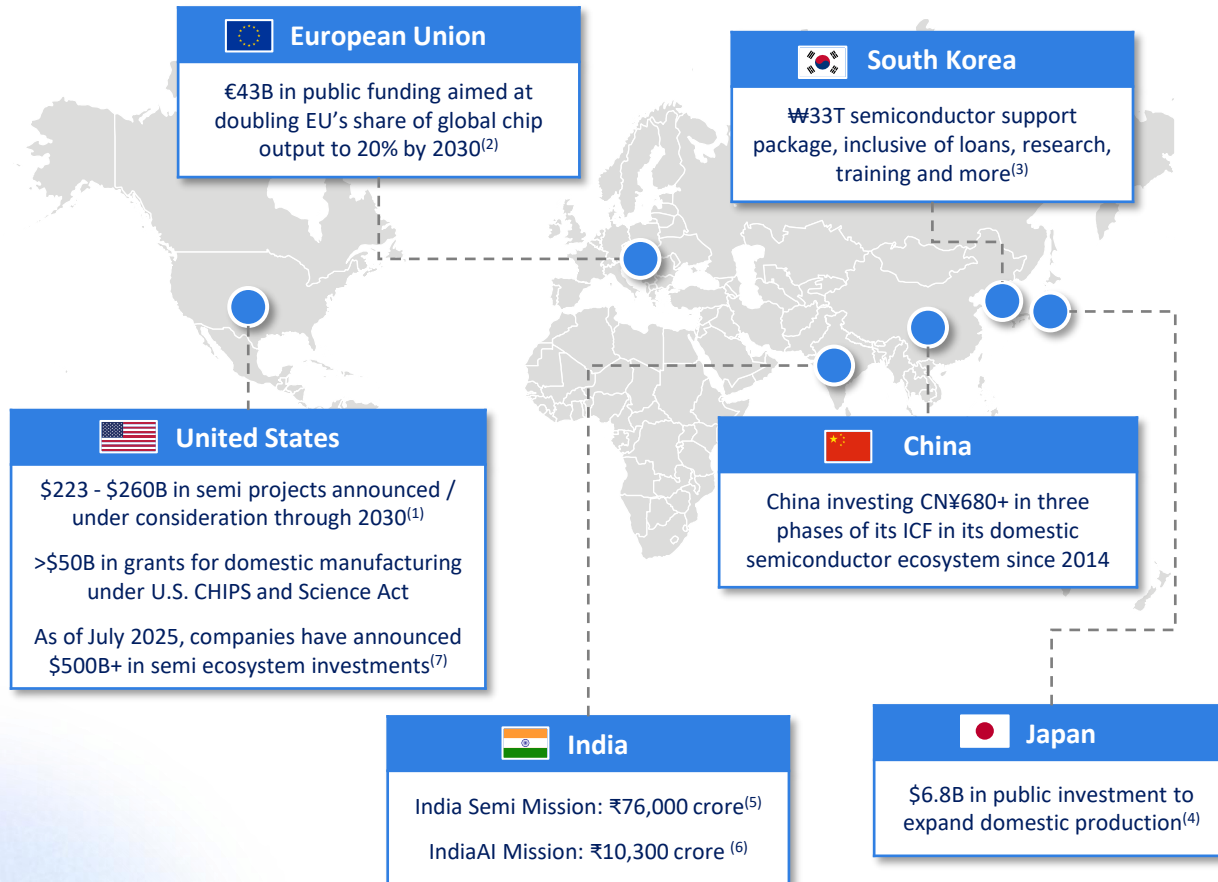 European Union
€43B in public funding aimed at
doubling EU's share of global chip
output to 20% by 2030(2)
South Korea
₩33T semiconductor support
package, inclusive of loans, research,
training and more(3)
United States
$223 - $260B in semi projects announced /
under consideration through 2030(1)
>$50B in grants for domestic manufacturing
under U.S. CHIPS and Science Act
As of July 2025, companies have announced
$500B+ in semi ecosystem investments(7)
China
China investing CN¥680+ in three
phases of its ICF in its domestic
semiconductor ecosystem since 2014
India
India Semi Mission: ₹76,000 crore(5)
IndiaAI Mission: ₹10,300 crore (6)
Japan
$6.8B in public investment to
expand domestic production(4)